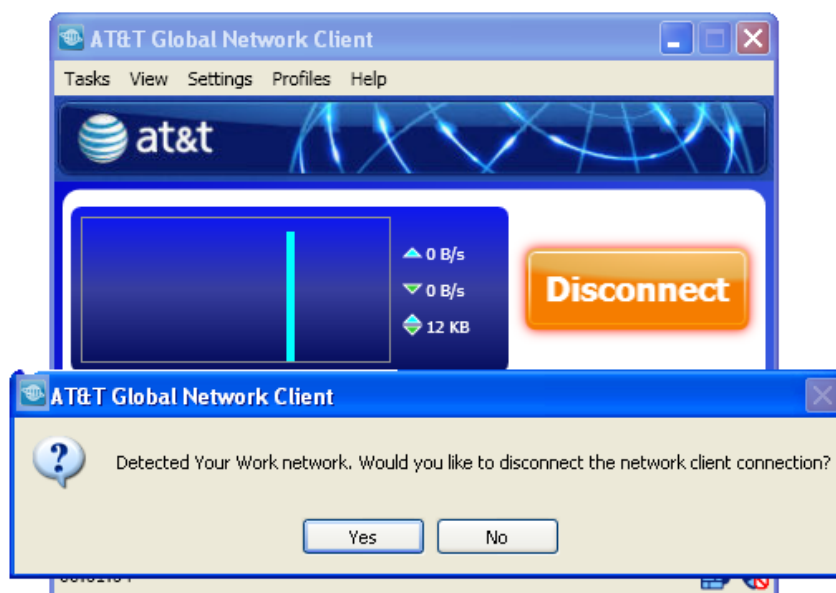 AT&T Global Network Client
Tasks View Settings Profiles Help
at&t
0 B/s
0 B/s
12 KB
Disconnect
AT&T Global Network Client
Detected Your Work network. Would you like to disconnect the network client connection?
Yes No